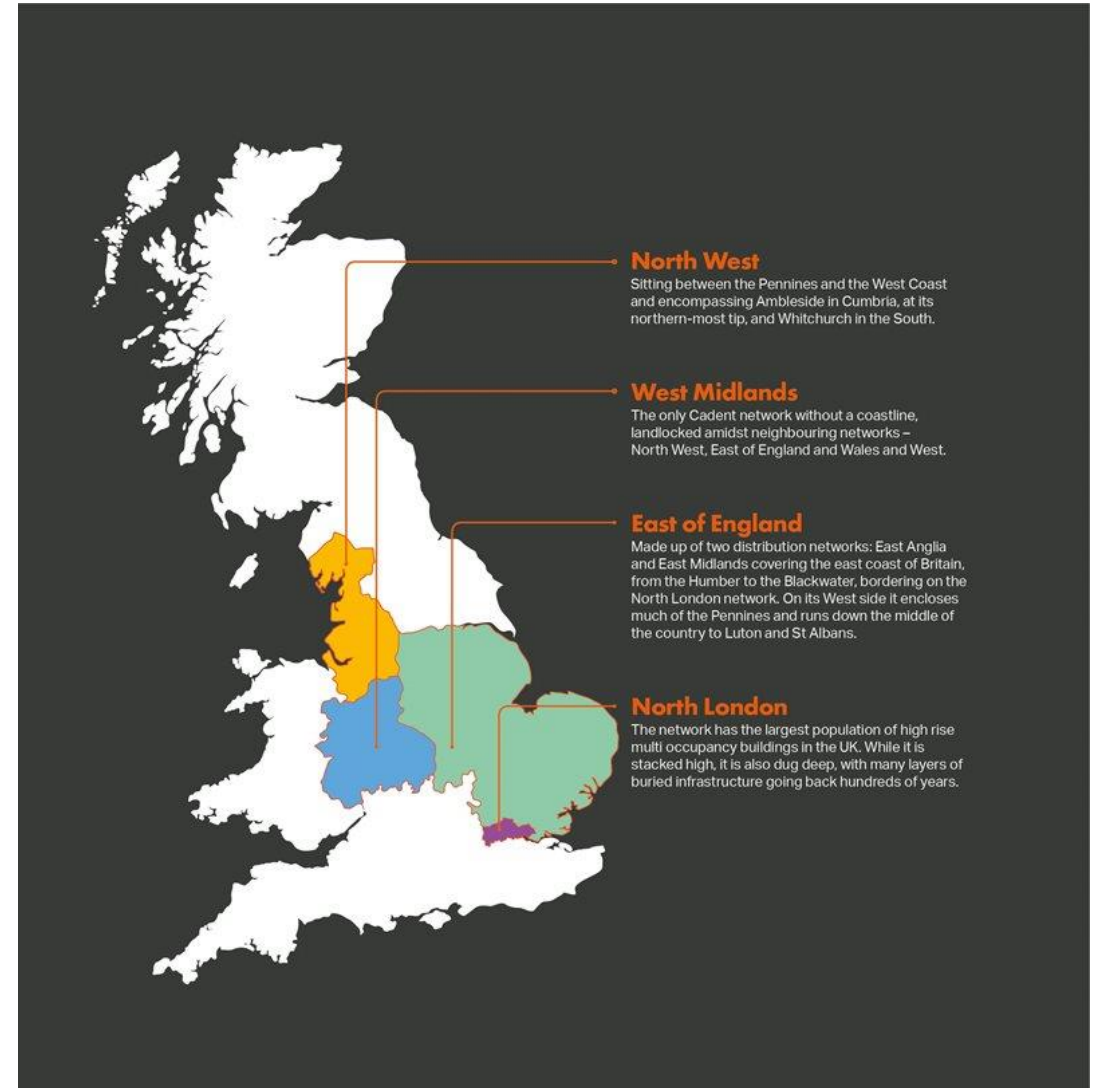 North West
Sitting between the Pennines and the West Coast
and encompassing Ambleside in Cumbria, at its
northern-most tip, and Whitchurch in the South.
West Midlands
The only Cadent network without a coastline,
landlocked amidst neighbouring networks –
North West, East of England and Wales and West.
East of England
Made up of two distribution networks: East Anglia
and East Midlands covering the east coast of Britain,
from the Humber to the Blackwater, bordering on the
North London network. On its West side it encloses
much of the Pennines and runs down the middle of
the country to Luton and St Albans.
North London
The network has the largest population of high rise
multi occupancy buildings in the UK. While it is
stacked high, it is also dug deep, with many layers of
buried infrastructure going back hundreds of years.